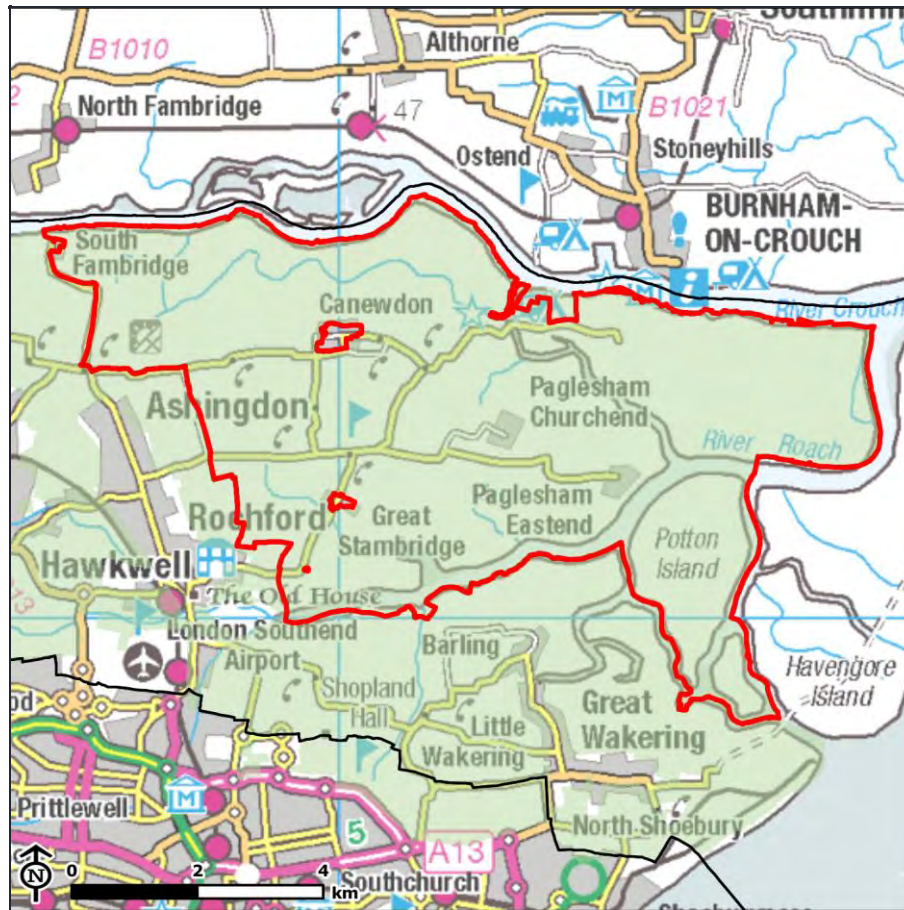 B1010
Althorne
North Fambridge
47
B1021
Ostend
Stoneyhills
BURNHAM-
ON-CROUCH
South
Fambridge
Canewdon
River Crouch
Ashingdon
Paglesham
Churchend
River Roach
Rochford
Great
Stambridge
Paglesham
Eastend
Potton
Island
Hawkwell
The Old House
London Southend
Airport
Barling
Shopland
Hall
Great
Wakering
Havengore
Island
Little
Wakering
Prittlewell
M
North Shoebury
5
A13
Southchurch
N
0 2 4
km